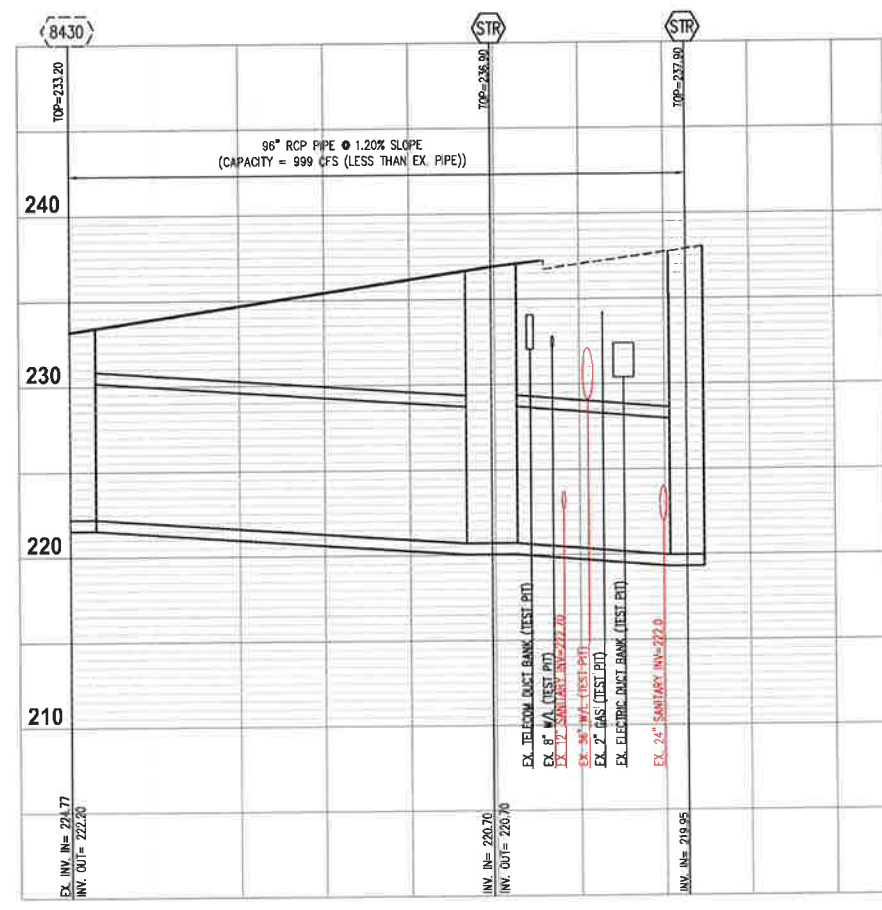 8430
STR
STR
TOP=233.20
TOP=236.90
TOP=237.90
96" RCP PIPE @ 1.20% SLOPE
(CAPACITY = 999 CFS (LESS THAN EX. PIPE))
240
230
220
210
EX. TELECOM DUCT BANK (TEST PIT)
EX. 8" W/L (TEST PIT)
EX. 12" SANITARY INV=222.70
EX. 36" W/L (TEST PIT)
EX. 2" GAS (TEST PIT)
EX. ELECTRIC DUCT BANK (TEST PIT)
EX. 24" SANITARY INV=222.0
EX. INV. IN= 224.77
INV. OUT= 222.20
INV. IN= 220.70
INV. OUT= 220.70
INV. IN= 219.95